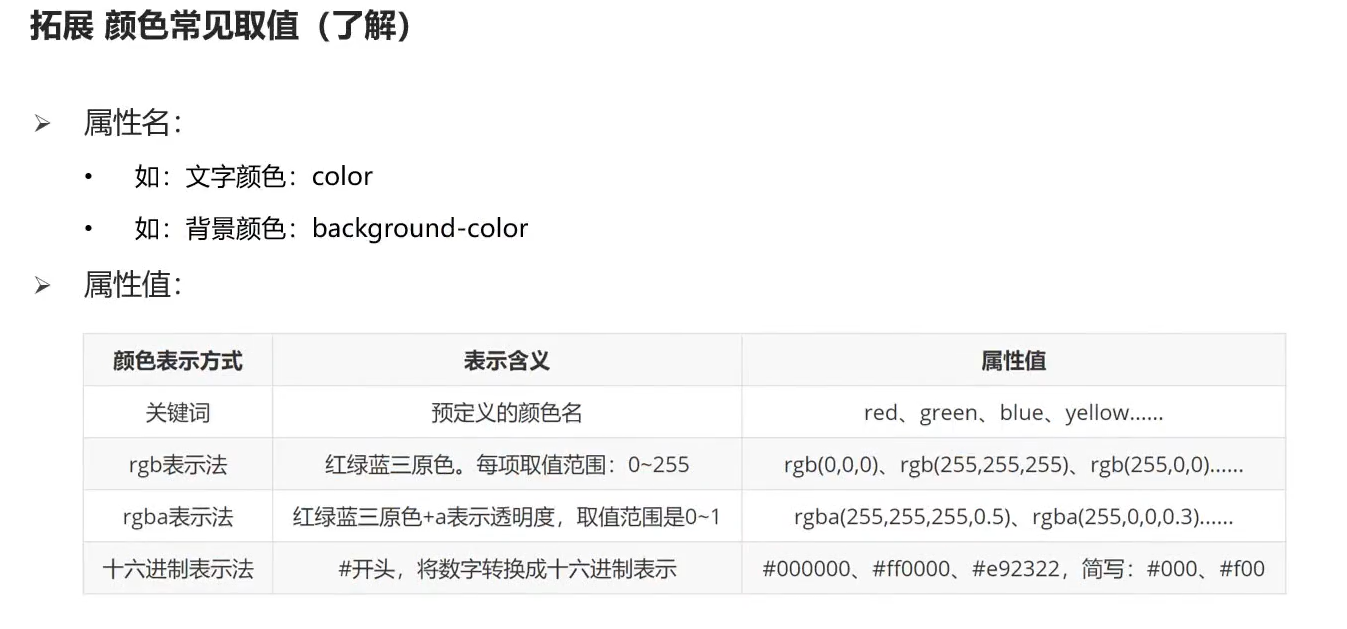 拓展 颜色常见取值（了解）
➢ 属性名：
• 如：文字颜色：color
• 如：背景颜色：background-color
➢ 属性值：
颜色表示方式 表示含义 属性值
关键词 预定义的颜色名 red、green、blue、yellow……
rgb表示法 红绿蓝三原色。每项取值范围：0~255 rgb(0,0,0)、rgb(255,255,255)、rgb(255,0,0)……
rgba表示法 红绿蓝三原色+a表示透明度，取值范围是0~1 rgba(255,255,255,0.5)、rgba(255,0,0,0.3)……
十六进制表示法 #开头，将数字转换成十六进制表示 #000000、#ff0000、#e92322，简写：#000、#f00